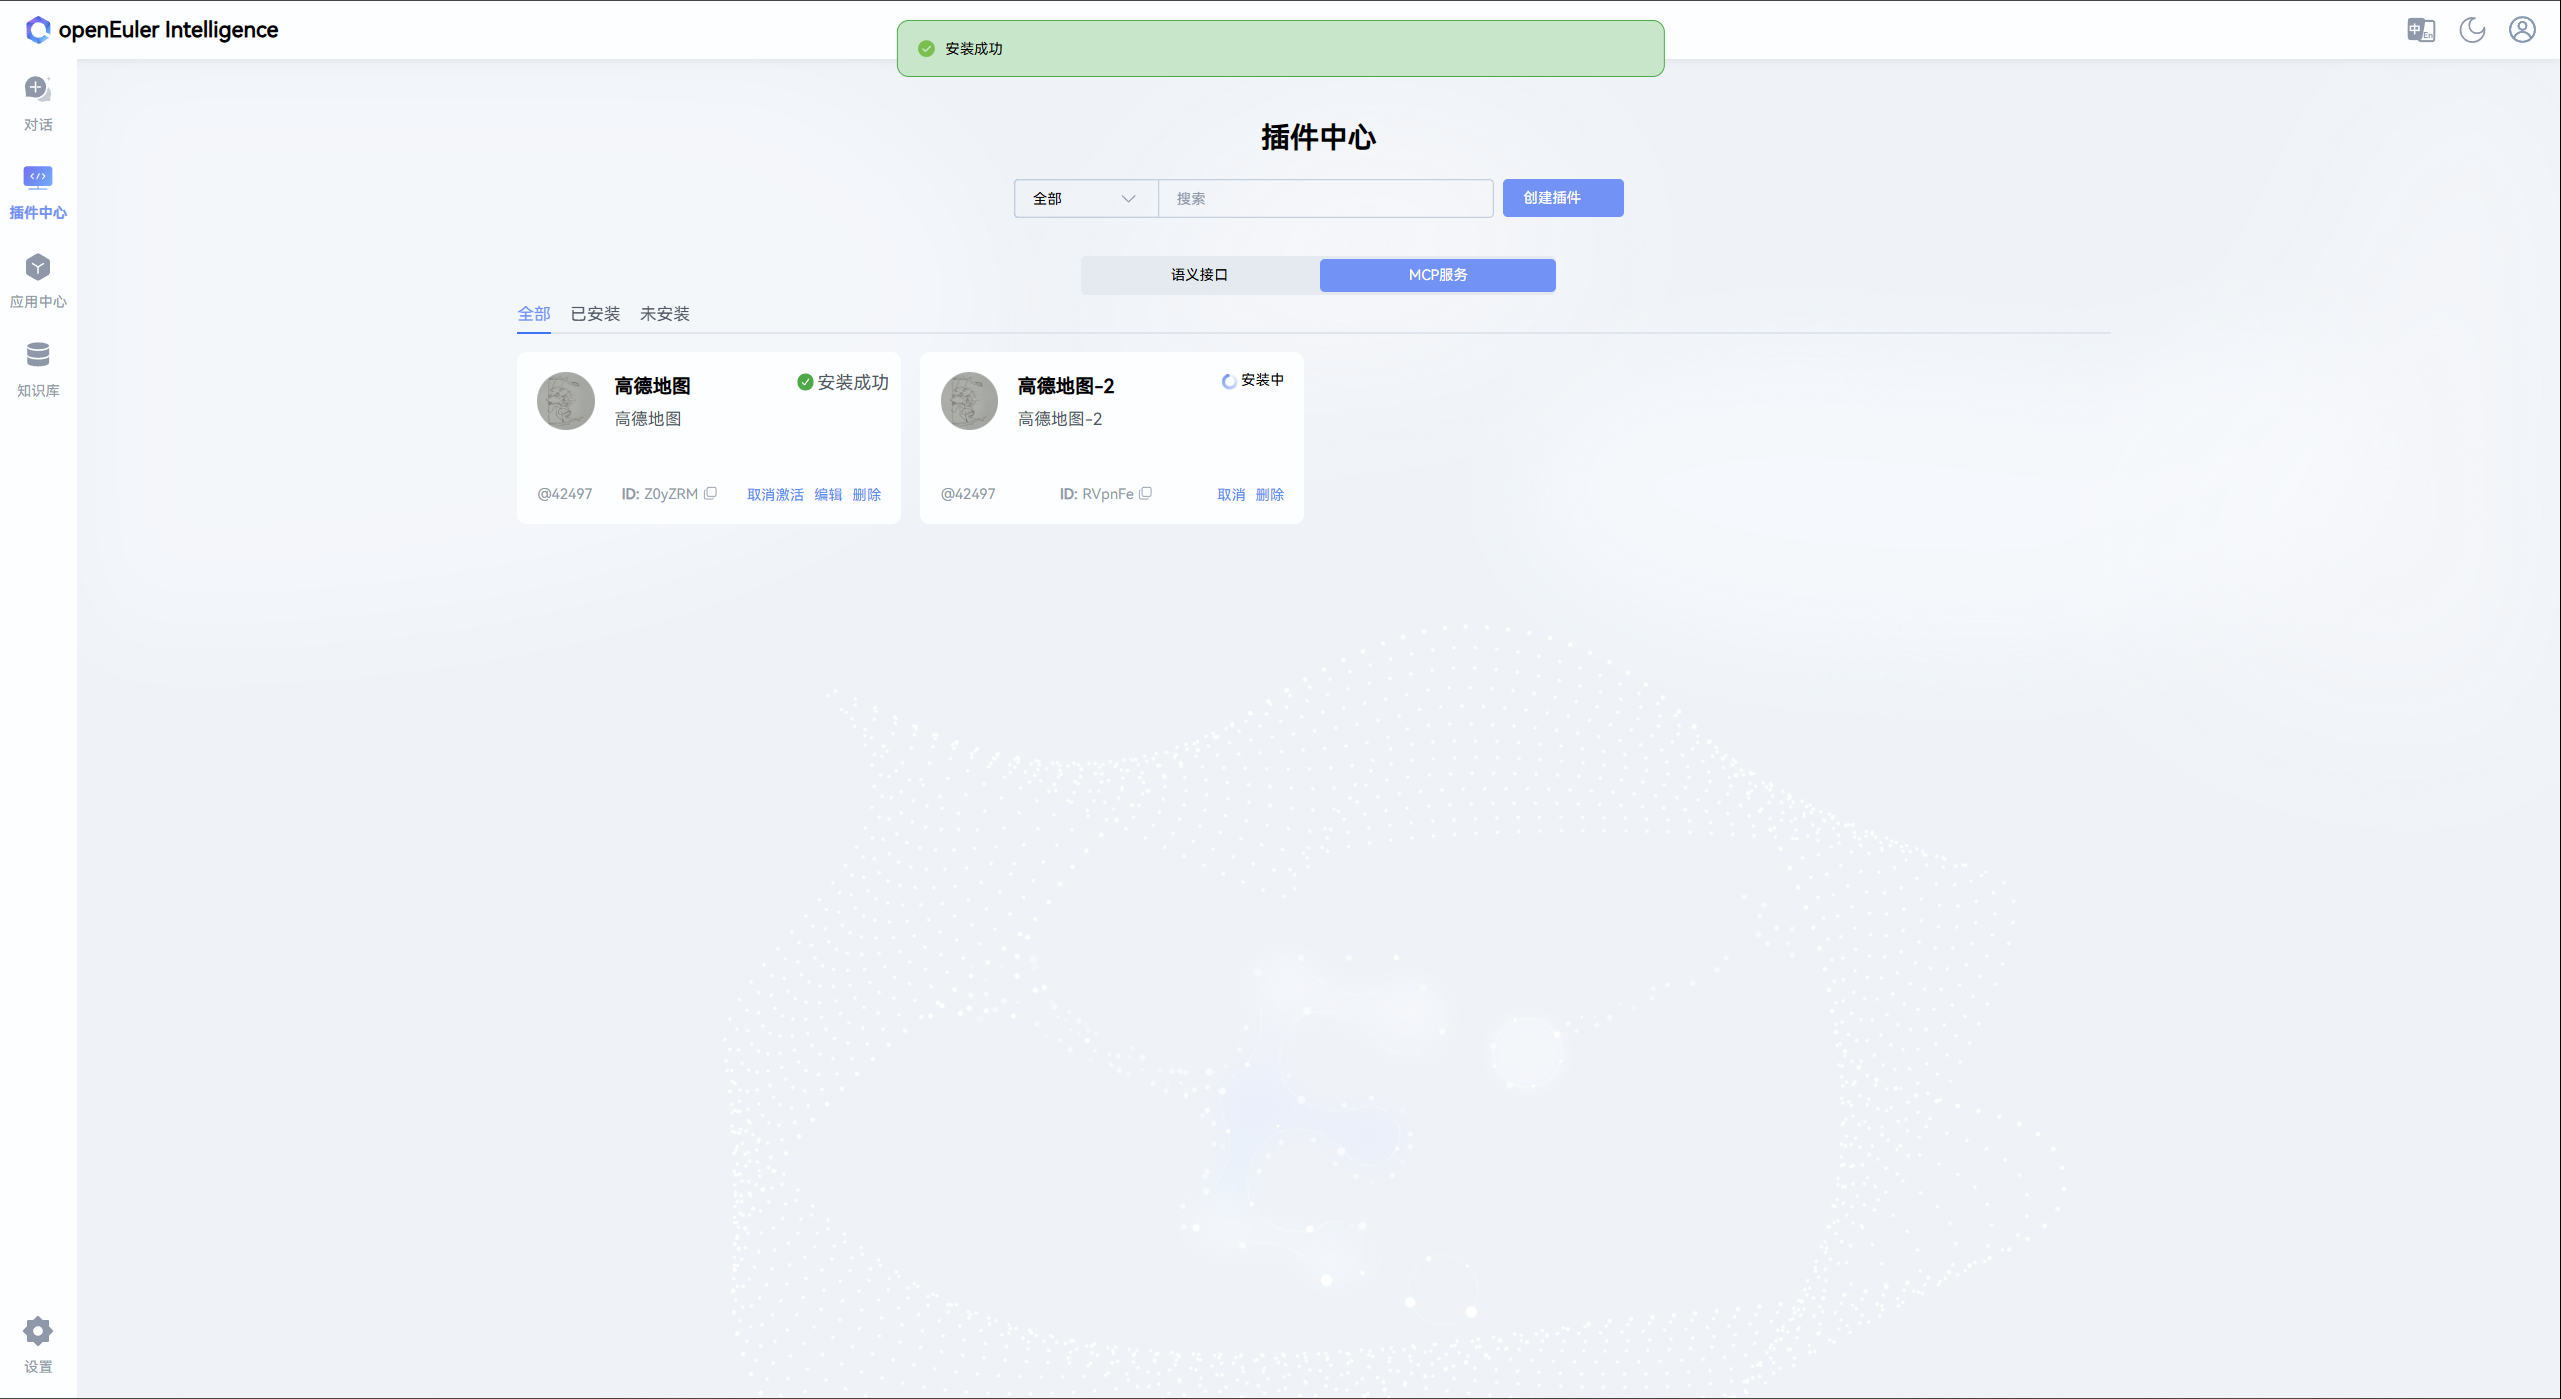 openEuler Intelligence
安装成功
中 En
对话
插件中心
应用中心
知识库
设置
插件中心
全部 搜索 创建插件
语义接口 MCP服务
全部 已安装 未安装
高德地图 安装成功
高德地图
@42497 ID: Z0yZRM 取消激活 编辑 删除
高德地图-2 安装中
高德地图-2
@42497 ID: RVpnFe 取消 删除